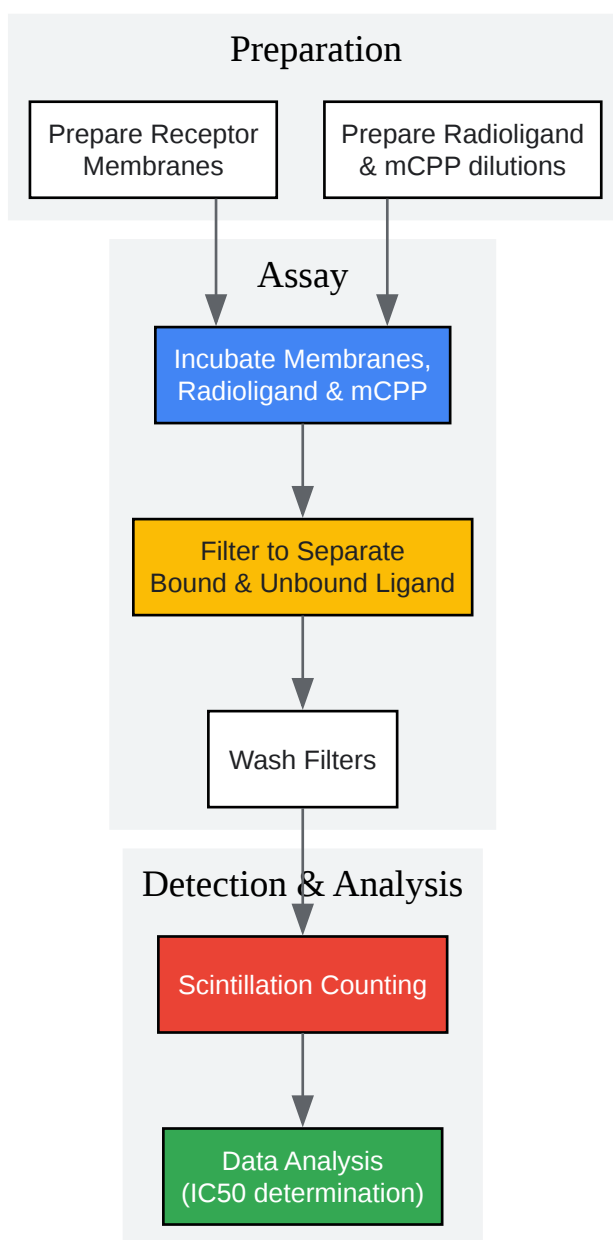 Preparation
Prepare Receptor
Membranes
Prepare Radioligand
& mCPP dilutions
Assay
Incubate Membranes,
Radioligand & mCPP
Filter to Separate
Bound & Unbound Ligand
Wash Filters
Detection & Analysis
Scintillation Counting
Data Analysis
(IC50 determination)